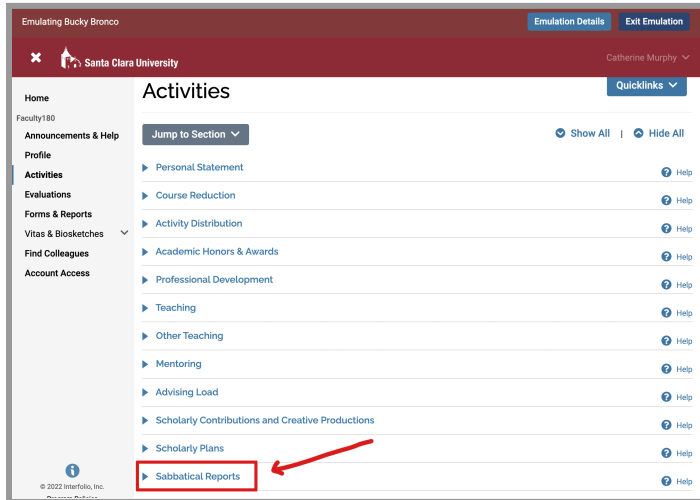 Emulating Bucky Bronco
Emulation Details
Exit Emulation
Santa Clara University
Catherine Murphy
Home
Faculty180
Announcements & Help
Profile
Activities
Evaluations
Forms & Reports
Vitas & Biosketches
Find Colleagues
Account Access
© 2022 Interfolio, Inc.
Program Policies
Activities
Quicklinks
Jump to Section
Show All | Hide All
Personal Statement
Help
Course Reduction
Help
Activity Distribution
Help
Academic Honors & Awards
Help
Professional Development
Help
Teaching
Help
Other Teaching
Help
Mentoring
Help
Advising Load
Help
Scholarly Contributions and Creative Productions
Help
Scholarly Plans
Help
Sabbatical Reports
Help